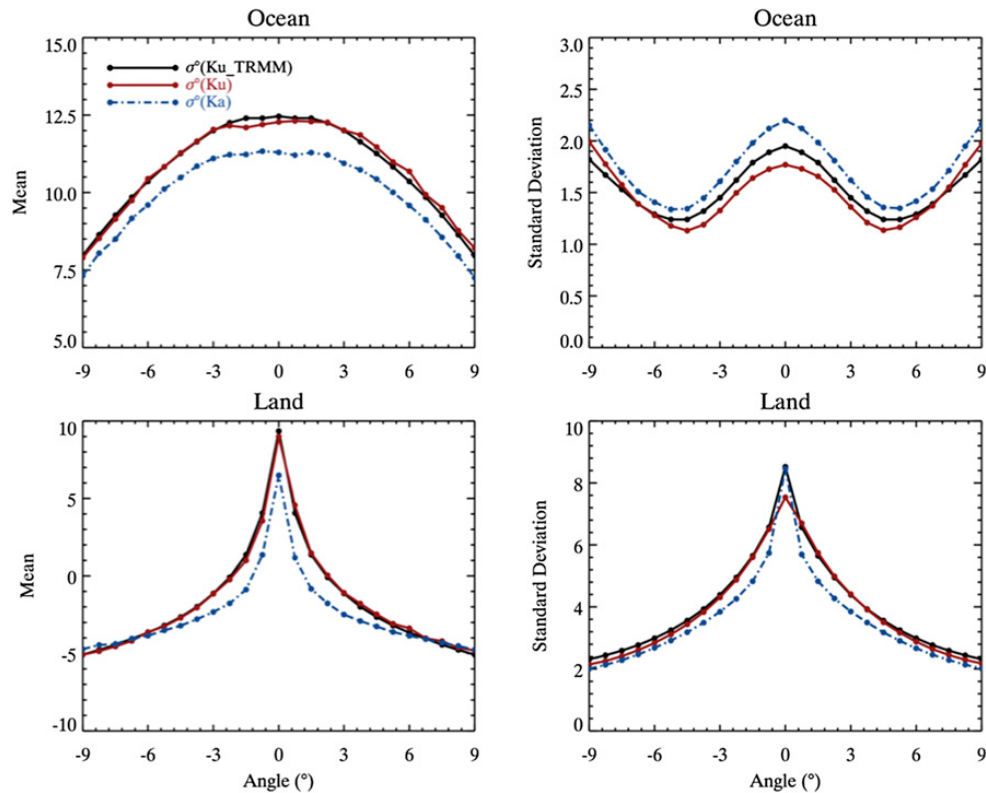 Ocean
15.0
12.5
10.0
7.5
5.0
Mean
σ°(Ku_TRMM)
σ°(Ku)
σ°(Ka)
-9 -6 -3 0 3 6 9
Ocean
3.0
2.5
2.0
1.5
1.0
0.5
0.0
Standard Deviation
-9 -6 -3 0 3 6 9
Land
10
5
0
-5
-10
Mean
-9 -6 -3 0 3 6 9
Angle (°)
Land
10
8
6
4
2
0
Standard Deviation
-9 -6 -3 0 3 6 9
Angle (°)